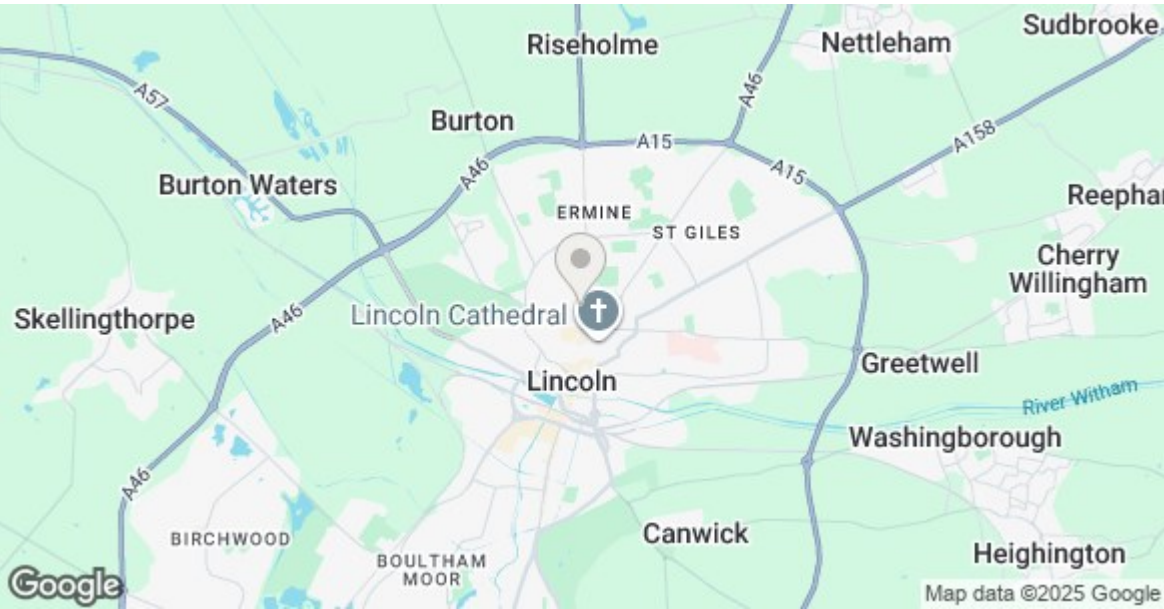 Sudbrooke
Riseholme
Nettleham
A57
A46
Burton
A15
A158
A46
A15
Burton Waters
Reephar
ERMINE
ST GILES
Cherry
Willingham
Lincoln Cathedral
Skellingthorpe
A46
Greetwell
Lincoln
River Witham
Washingborough
A46
Canwick
BIRCHWOOD
BOULTHAM
MOOR
Heighington
Google
Map data ©2025 Google